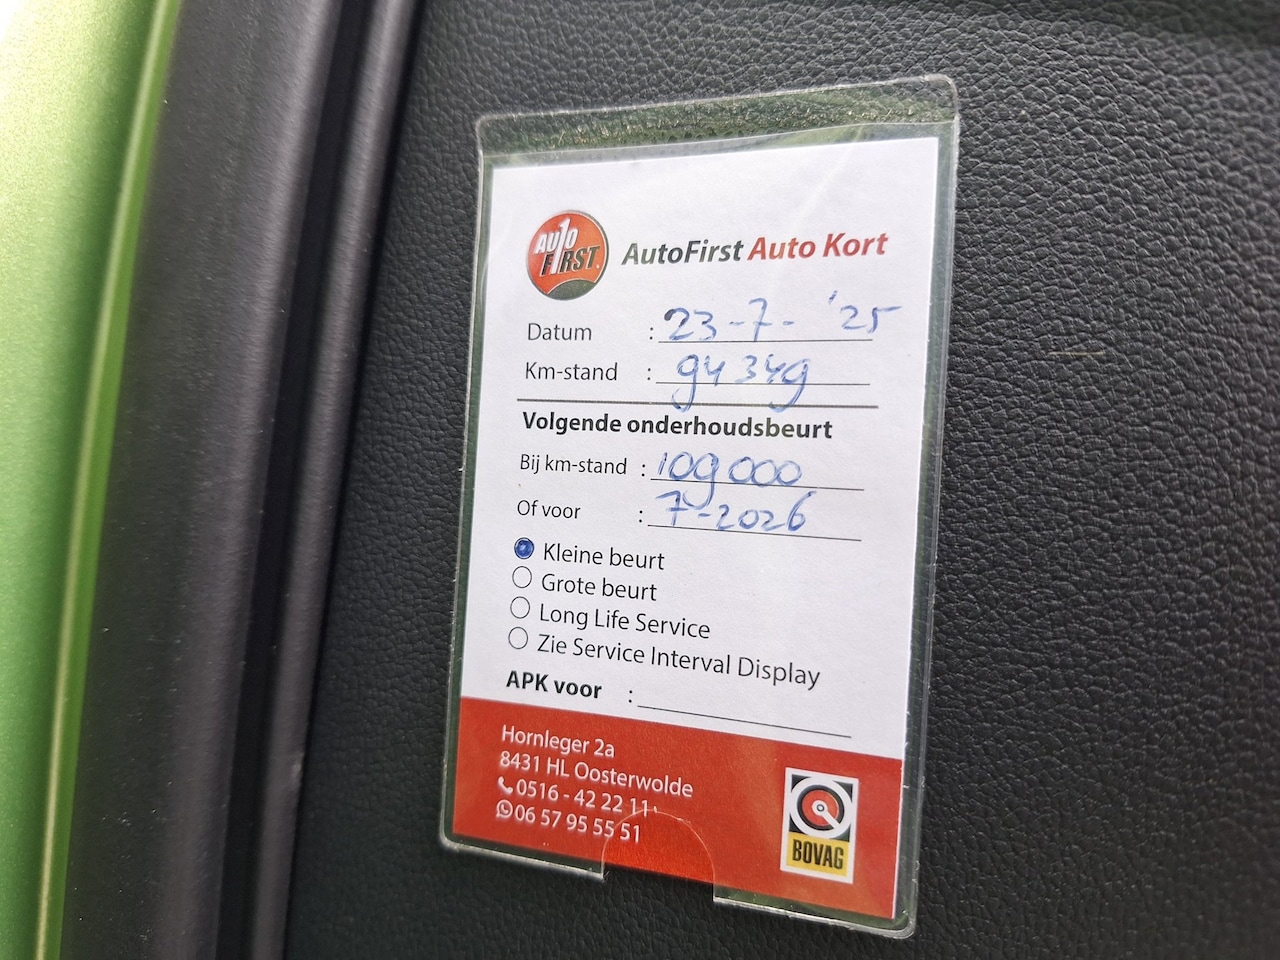 AUTO
FIRST
AutoFirst Auto Kort
Datum : 23-7-'25
Km-stand : 94349
Volgende onderhoudsbeurt
Bij km-stand : 109000
Of voor : 7-2026
Kleine beurt
Grote beurt
Long Life Service
Zie Service Interval Display
APK voor :
Hornleger 2a
8431 HL Oosterwolde
0516 - 42 22 11
06 57 95 55 51
BOVAG